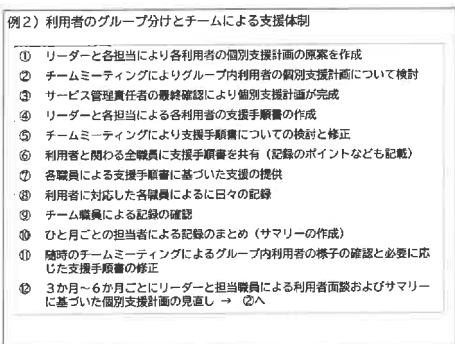 例２）利用者のグループ分けとチームによる支援体制
① リーダーと各担当により各利用者の個別支援計画の原案を作成
② チームミーティングによりグループ内利用者の個別支援計画について検討
③ サービス管理責任者の最終確認により個別支援計画が完成
④ リーダーと各担当による各利用者の支援手順書の作成
⑤ チームミーティングにより支援手順書についての検討と修正
⑥ 利用者と関わる全職員に支援手順書を共有（記録のポイントなども記載）
⑦ 各職員による支援手順書に基づいた支援の提供
⑧ 利用者に対応した各職員よるに日々の記録
⑨ チーム職員による記録の確認
⑩ ひと月ごとの担当者による記録のまとめ（サマリーの作成）
⑪ 随時のチームミーティングによるグループ内利用者の様子の確認と必要に応
じた支援手順書の修正
⑫ ３か月～６か月ごとにリーダーと担当職員による利用者面談およびサマリー
に基づいた個別支援計画の見直し → ②へ